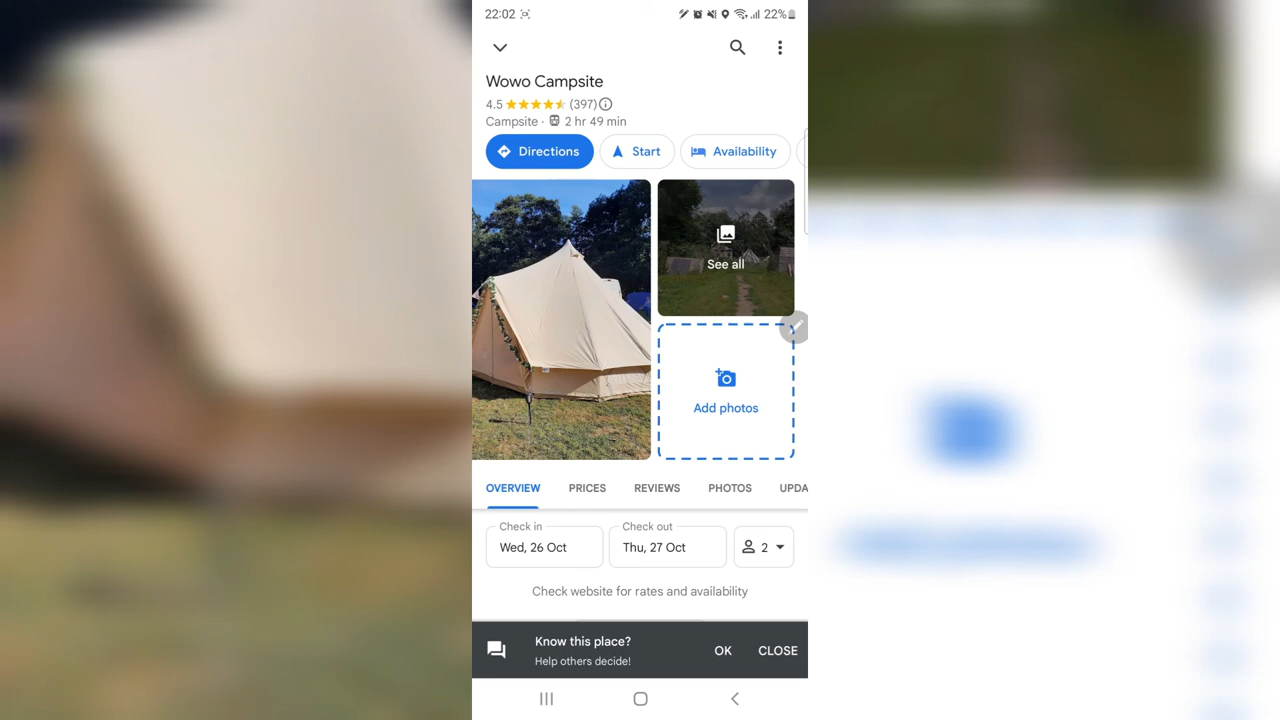 22:02 22%
Wowo Campsite
4.5 (397)
Campsite · 2 hr 49 min
Directions Start Availability
See all
Add photos
OVERVIEW PRICES REVIEWS PHOTOS UPDA
Check in Check out
Wed, 26 Oct Thu, 27 Oct 2
Check website for rates and availability
Know this place? OK CLOSE
Help others decide!